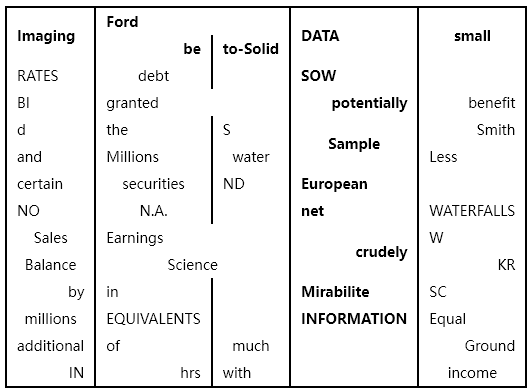 Imaging Ford DATA small
be to-Solid
RATES debt SOW
BI granted potentially benefit
d the S Sample Smith
and Millions water Less
certain securities ND European
NO N.A. net WATERFALLS
Sales Earnings crudely W
Balance Science KR
by in Mirabilite SC
millions EQUIVALENTS INFORMATION Equal
additional of much Ground
IN hrs with income